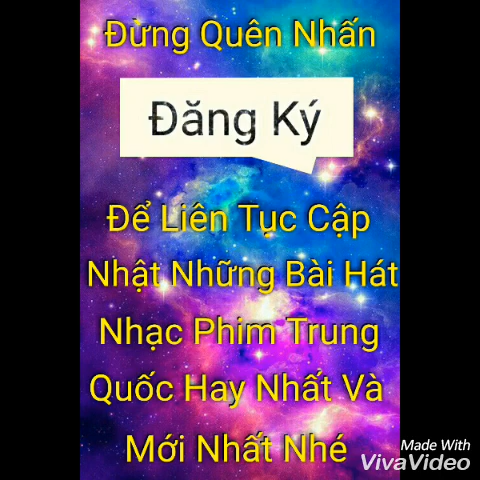 Đừng Quên Nhấn
Đăng Ký
Để Liên Tục Cập
Nhật Những Bài Hát
Nhạc Phim Trung
Quốc Hay Nhất Và
Mới Nhất Nhé
Made With
VivaVideo